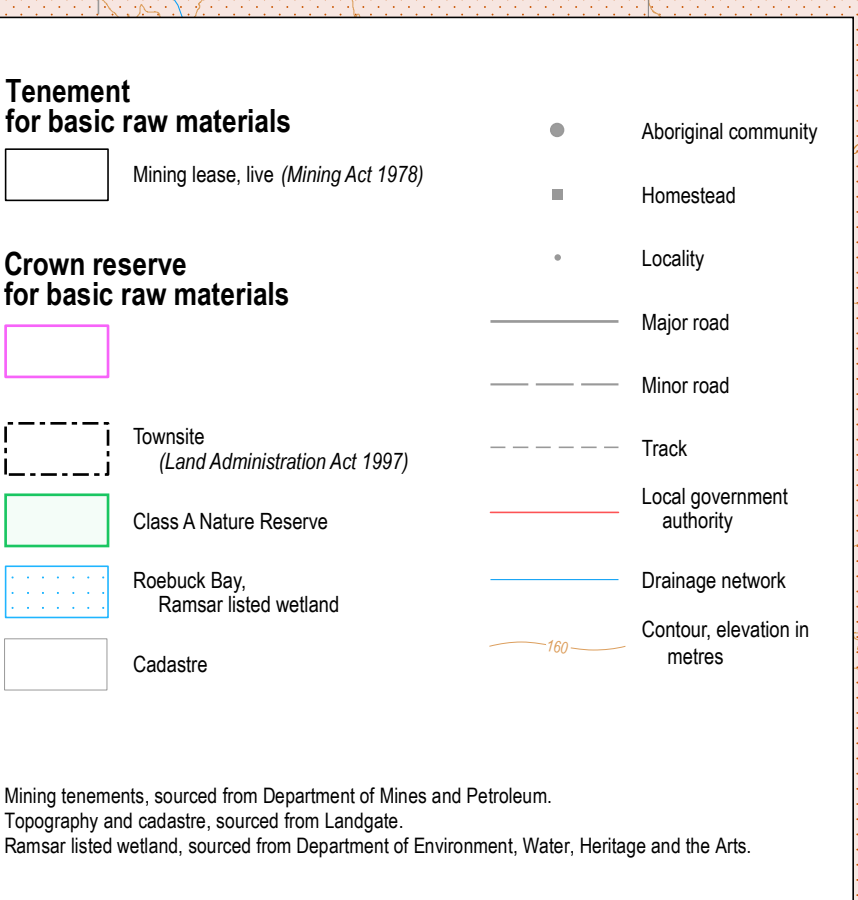 Tenement
for basic raw materials
Mining lease, live (Mining Act 1978)
Crown reserve
for basic raw materials
Townsite
(Land Administration Act 1997)
Class A Nature Reserve
Roebuck Bay,
Ramsar listed wetland
Cadastre
Aboriginal community
Homestead
Locality
Major road
Minor road
Track
Local government
authority
Drainage network
160
Contour, elevation in
metres
Mining tenements, sourced from Department of Mines and Petroleum.
Topography and cadastre, sourced from Landgate.
Ramsar listed wetland, sourced from Department of Environment, Water, Heritage and the Arts.